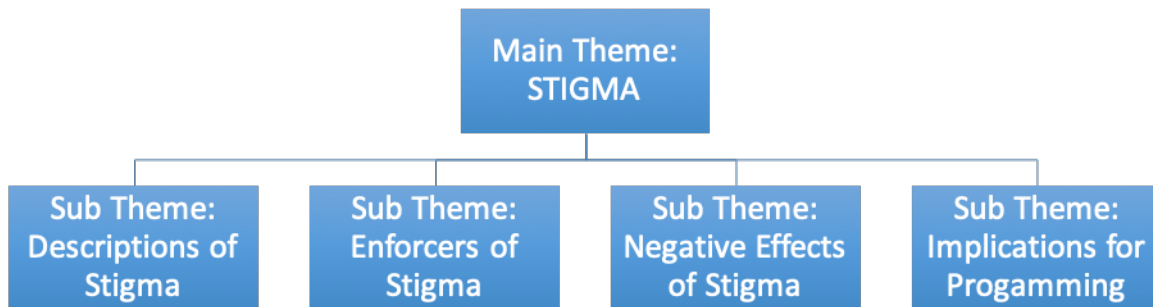 Main Theme:
STIGMA
Sub Theme:
Descriptions of
Stigma
Sub Theme:
Enforcers of
Stigma
Sub Theme:
Negative Effects
of Stigma
Sub Theme:
Implications for
Progamming